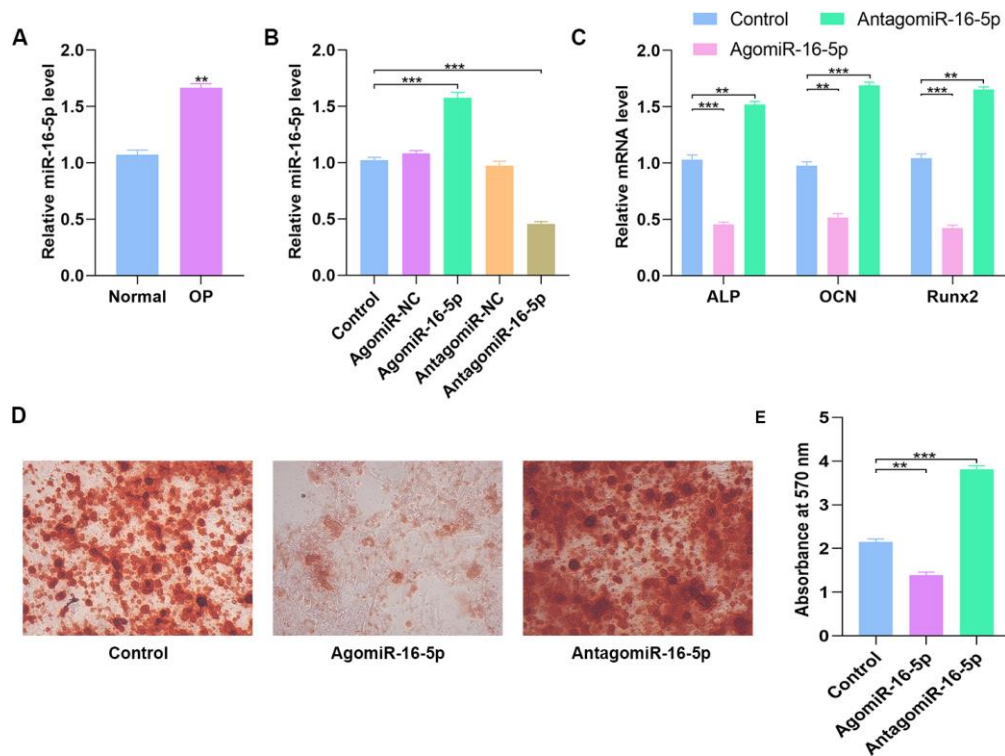 A
Relative miR-16-5p level
2.0
1.5
1.0
0.5
0.0
**
Normal
OP
B
Relative miR-16-5p level
2.0
1.5
1.0
0.5
0.0
***
***
Control
AgomiR-NC
AgomiR-16-5p
AntagomiR-NC
AntagomiR-16-5p
C
Control
AntagomiR-16-5p
AgomiR-16-5p
Relative mRNA level
2.0
1.5
1.0
0.5
0.0
**
***
***
**
**
***
ALP
OCN
Runx2
D
Control
AgomiR-16-5p
AntagomiR-16-5p
E
Absorbance at 570 nm
5
4
3
2
1
0
***
**
Control
AgomiR-16-5p
AntagomiR-16-5p